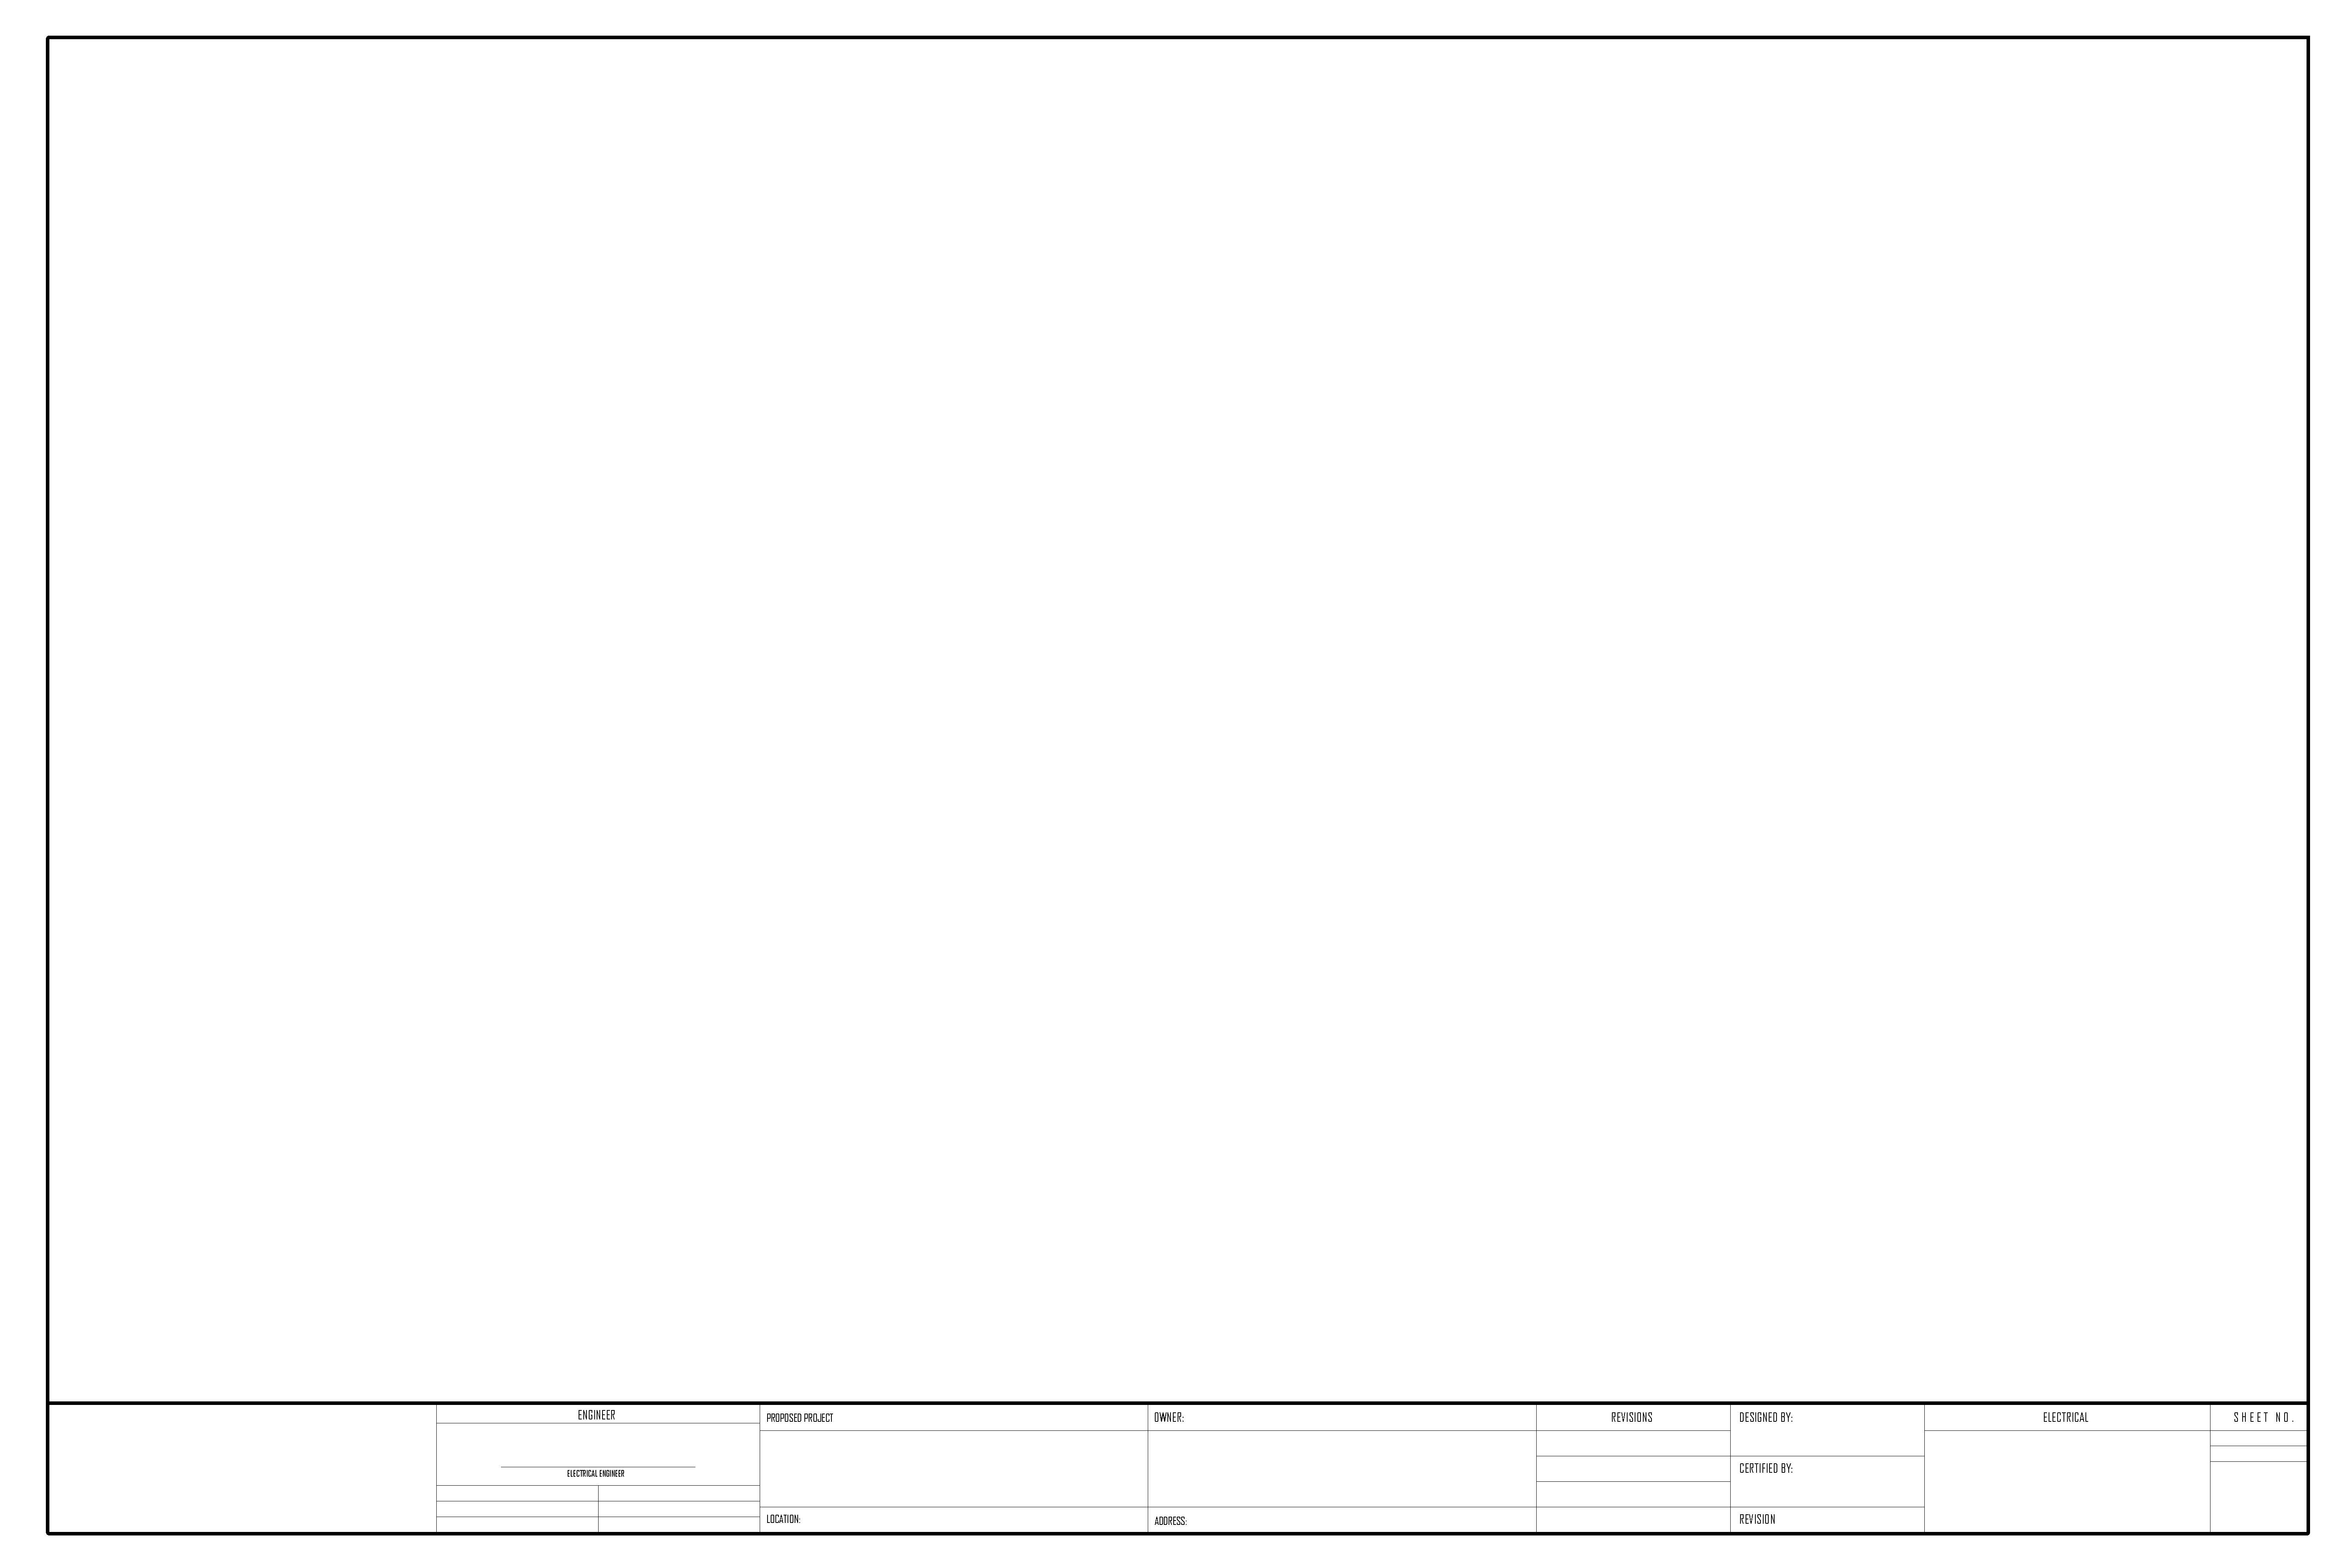 ENGINEER
ELECTRICAL ENGINEER
PROPOSED PROJECT
LOCATION:
OWNER:
ADDRESS:
REVISIONS
DESIGNED BY:
CERTIFIED BY:
REVISION
ELECTRICAL
SHEET NO.